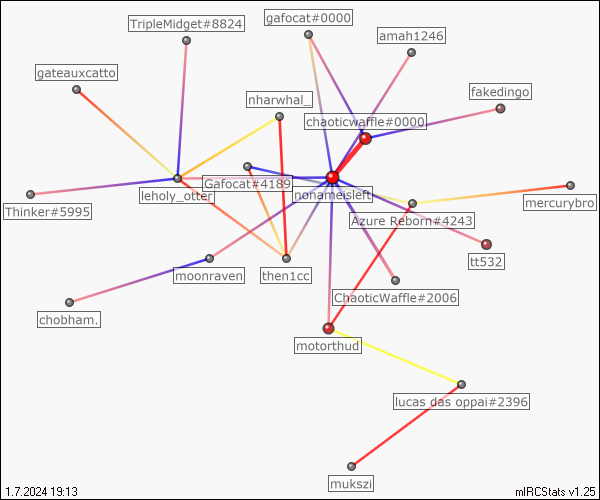 gafocat#0000
TripleMidget#8824
amah1246
gateauxcatto
fakedingo
nharwhal_
chaoticwaffle#0000
Gafocat#4189
leholy_otter
nonameisleft
mercurybro
Thinker#5995
Azure Reborn#4243
tt532
moonraven
then1cc
ChaoticWaffle#2006
chobham.
motorthud
lucas das oppai#2396
mukszi
1.7.2024 19:13
mIRCStats v1.25